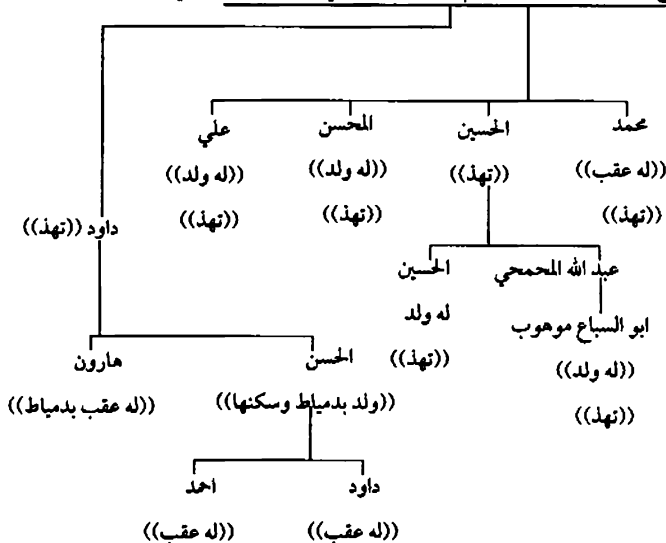 محمد
((له عقب))
((تهذ))
الحسين
((تهذ))
المحسن
((له ولد))
((تهذ))
علي
((له ولد))
((تهذ))
داود ((تهذ))
عبد الله المحمحي
الحسين
له ولد
((تهذ))
ابو السباع موهوب
((له ولد))
((تهذ))
الحسن
((ولد بدمياط وسكنها))
هارون
((له عقب بدمياط))
داود
((له عقب))
احمد
((له عقب))